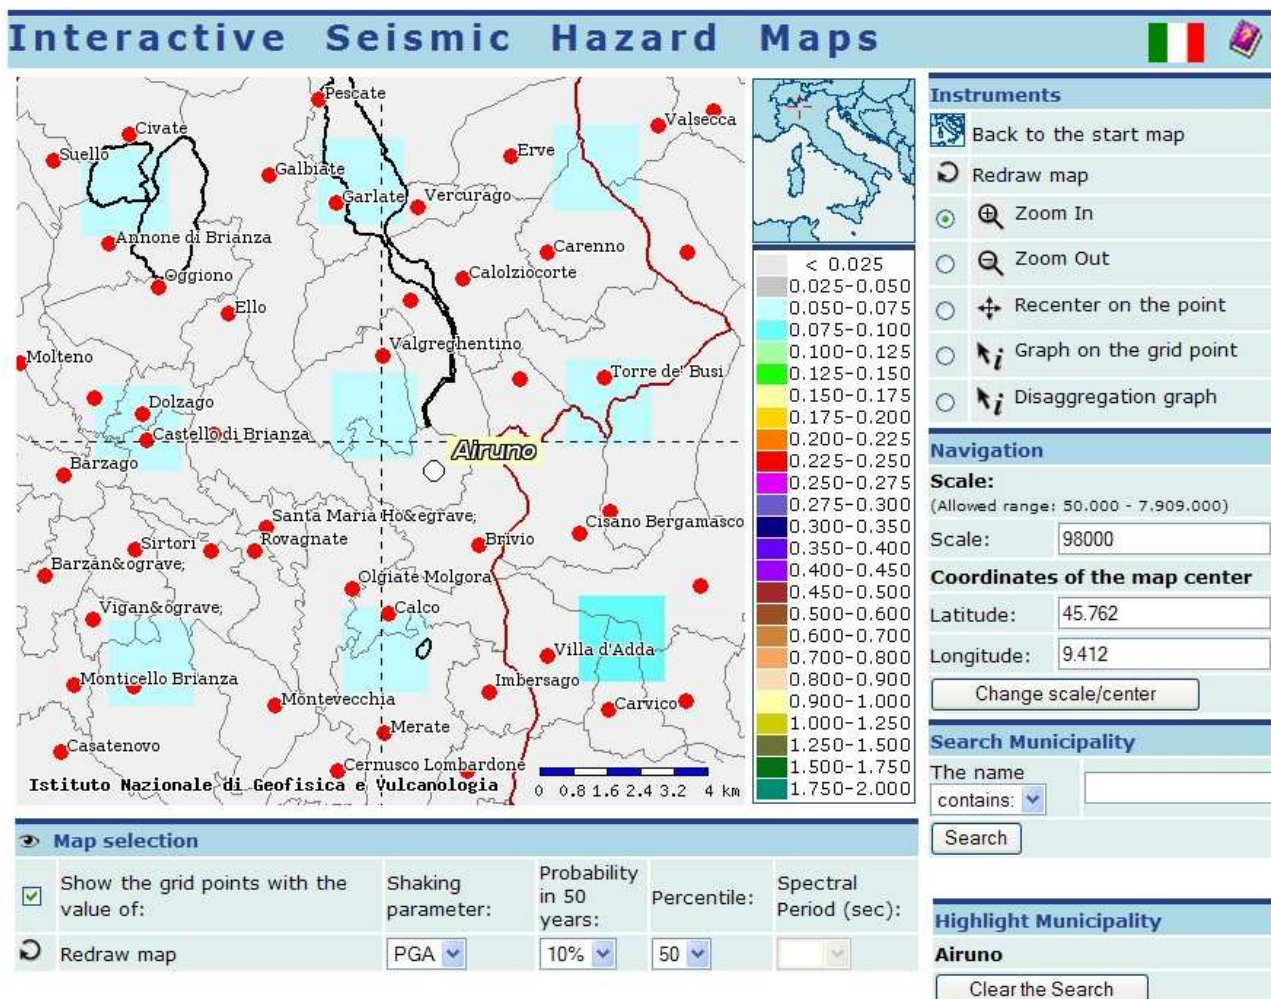 Interactive Seismic Hazard Maps
Pescate
Civate
Valsecca
Suello
Erve
Galbiate
Garlate
Vercurago
Annone di Brianza
Carenno
Oggiono
Calolziocorte
Ello
Molteno
Valgreghentino
Torre de' Busi
Dolzago
Castello di Brianza
Airuno
Barzago
Santa Maria Ho&egrave;
Cisano Bergamasco
Sirtori
Rovagnate
Brivio
Barzan&ograve;
Olgiate Molgora
Vigan&ograve;
Calco
Villa d'Adda
Monticello Brianza
Imbersago
Montevecchia
Carvico
Merate
Casatenovo
Cernusco Lombardone
Istituto Nazionale di Geofisica e Vulcanologia
0 0.8 1.6 2.4 3.2 4 km
< 0.025
0.025-0.050
0.050-0.075
0.075-0.100
0.100-0.125
0.125-0.150
0.150-0.175
0.175-0.200
0.200-0.225
0.225-0.250
0.250-0.275
0.275-0.300
0.300-0.350
0.350-0.400
0.400-0.450
0.450-0.500
0.500-0.600
0.600-0.700
0.700-0.800
0.800-0.900
0.900-1.000
1.000-1.250
1.250-1.500
1.500-1.750
1.750-2.000
Instruments
Back to the start map
Redraw map
Zoom In
Zoom Out
Recenter on the point
Graph on the grid point
Disaggregation graph
Navigation
Scale:
(Allowed range: 50.000 - 7.909.000)
Scale: 98000
Coordinates of the map center
Latitude: 45.762
Longitude: 9.412
Change scale/center
Search Municipality
The name
contains:
Search
Highlight Municipality
Airuno
Clear the Search
Map selection
Show the grid points with the
value of:
Shaking
parameter:
Probability
in 50
years:
Percentile:
Spectral
Period (sec):
Redraw map
PGA
10%
50